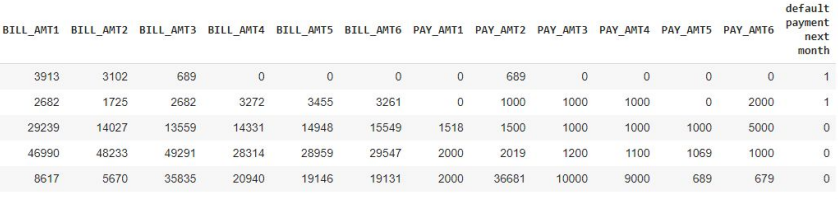 BILL_AMT1 BILL_AMT2 BILL_AMT3 BILL_AMT4 BILL_AMT5 BILL_AMT6 PAY_AMT1 PAY_AMT2 PAY_AMT3 PAY_AMT4 PAY_AMT5 PAY_AMT6 default
payment
next
month
3913 3102 689 0 0 0 0 689 0 0 0 0 1
2682 1725 2682 3272 3455 3261 0 1000 1000 1000 0 2000 1
29239 14027 13559 14331 14948 15549 1518 1500 1000 1000 1000 5000 0
46990 48233 49291 28314 28959 29547 2000 2019 1200 1100 1069 1000 0
8617 5670 35835 20940 19146 19131 2000 36681 10000 9000 689 679 0